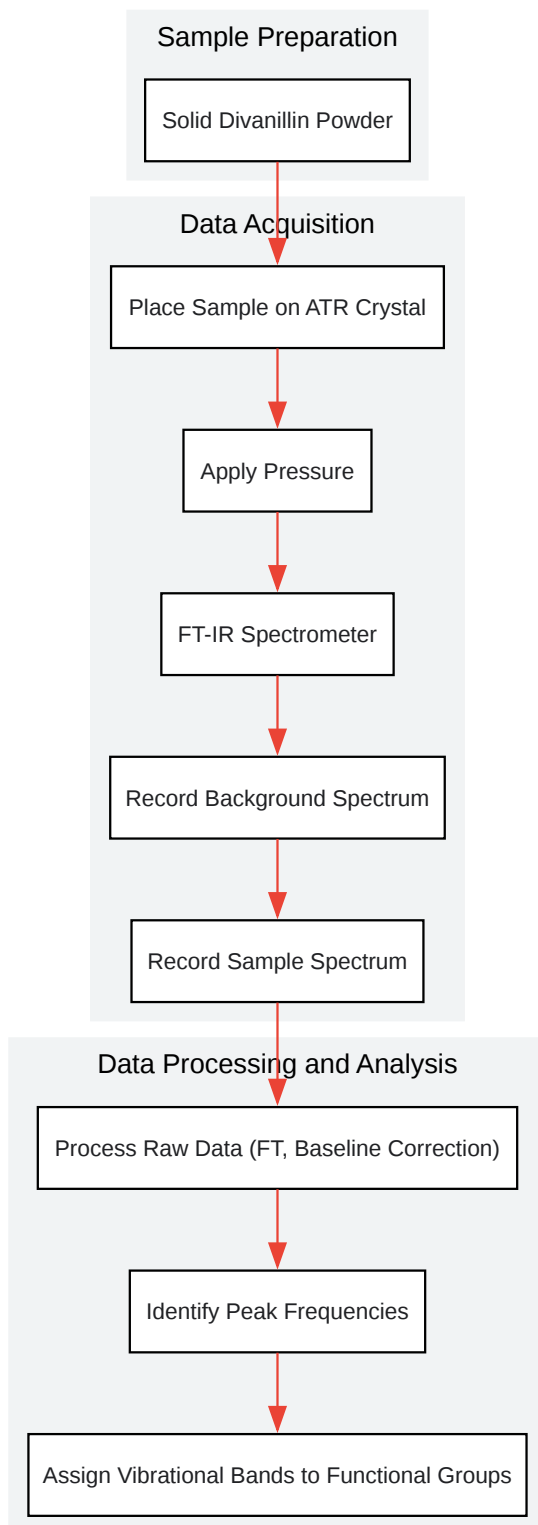 Sample Preparation
Solid Divanillin Powder
Data Acquisition
Place Sample on ATR Crystal
Apply Pressure
FT-IR Spectrometer
Record Background Spectrum
Record Sample Spectrum
Data Processing and Analysis
Process Raw Data (FT, Baseline Correction)
Identify Peak Frequencies
Assign Vibrational Bands to Functional Groups